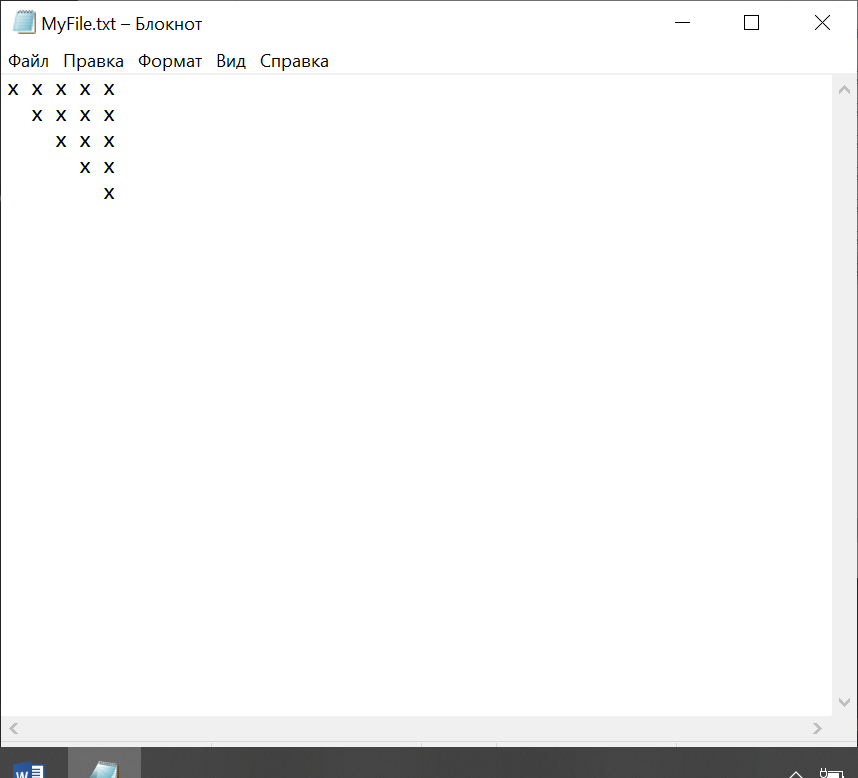 MyFile.txt – Блокнот
Файл Правка Формат Вид Справка
x x x x x
  x x x x
    x x x
      x x
        x